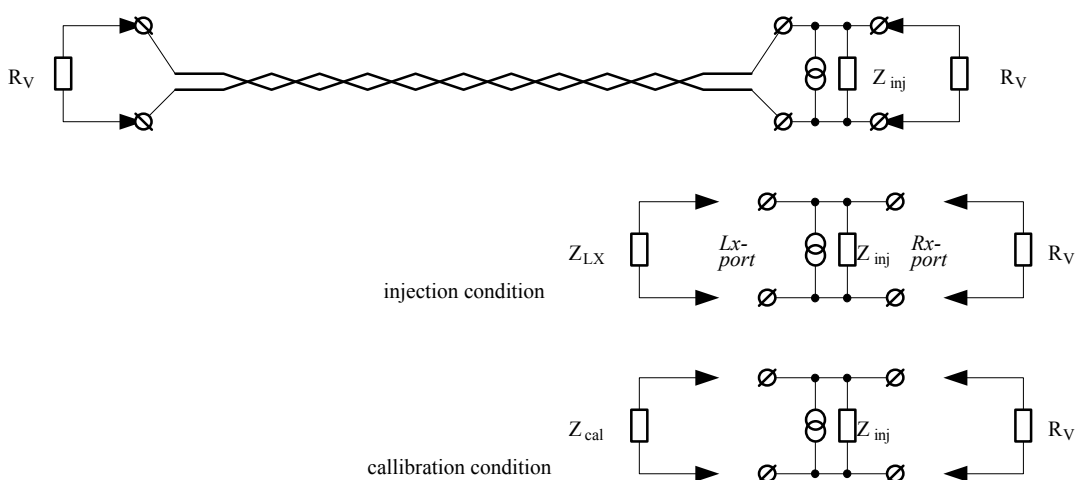 R_V Z_inj R_V
Z_LX Lx-port Z_inj Rx-port R_V
injection condition
Z_cal Z_inj R_V
callibration condition